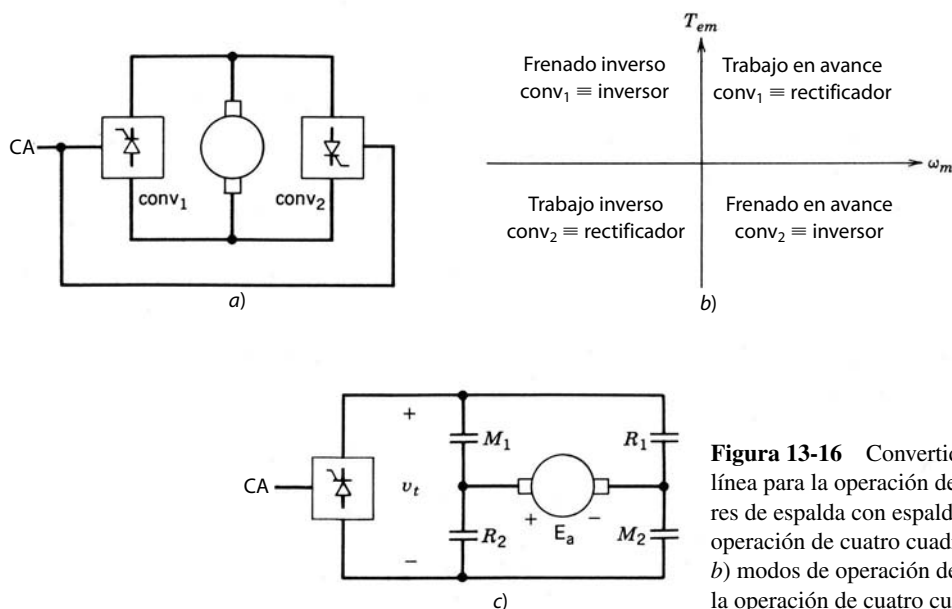 CA
conv₁
conv₂
a)
T_em
Frenado inverso
conv₁ ≡ inversor
Trabajo en avance
conv₁ ≡ rectificador
ω_m
Trabajo inverso
conv₂ ≡ rectificador
Frenado en avance
conv₂ ≡ inversor
b)
CA
+
v_t
−
M₁
R₁
R₂
M₂
+
−
E_a
c)
Figura 13-16 Convertid
línea para la operación de
res de espalda con espald
operación de cuatro cuad
b) modos de operación de
la operación de cuatro cu